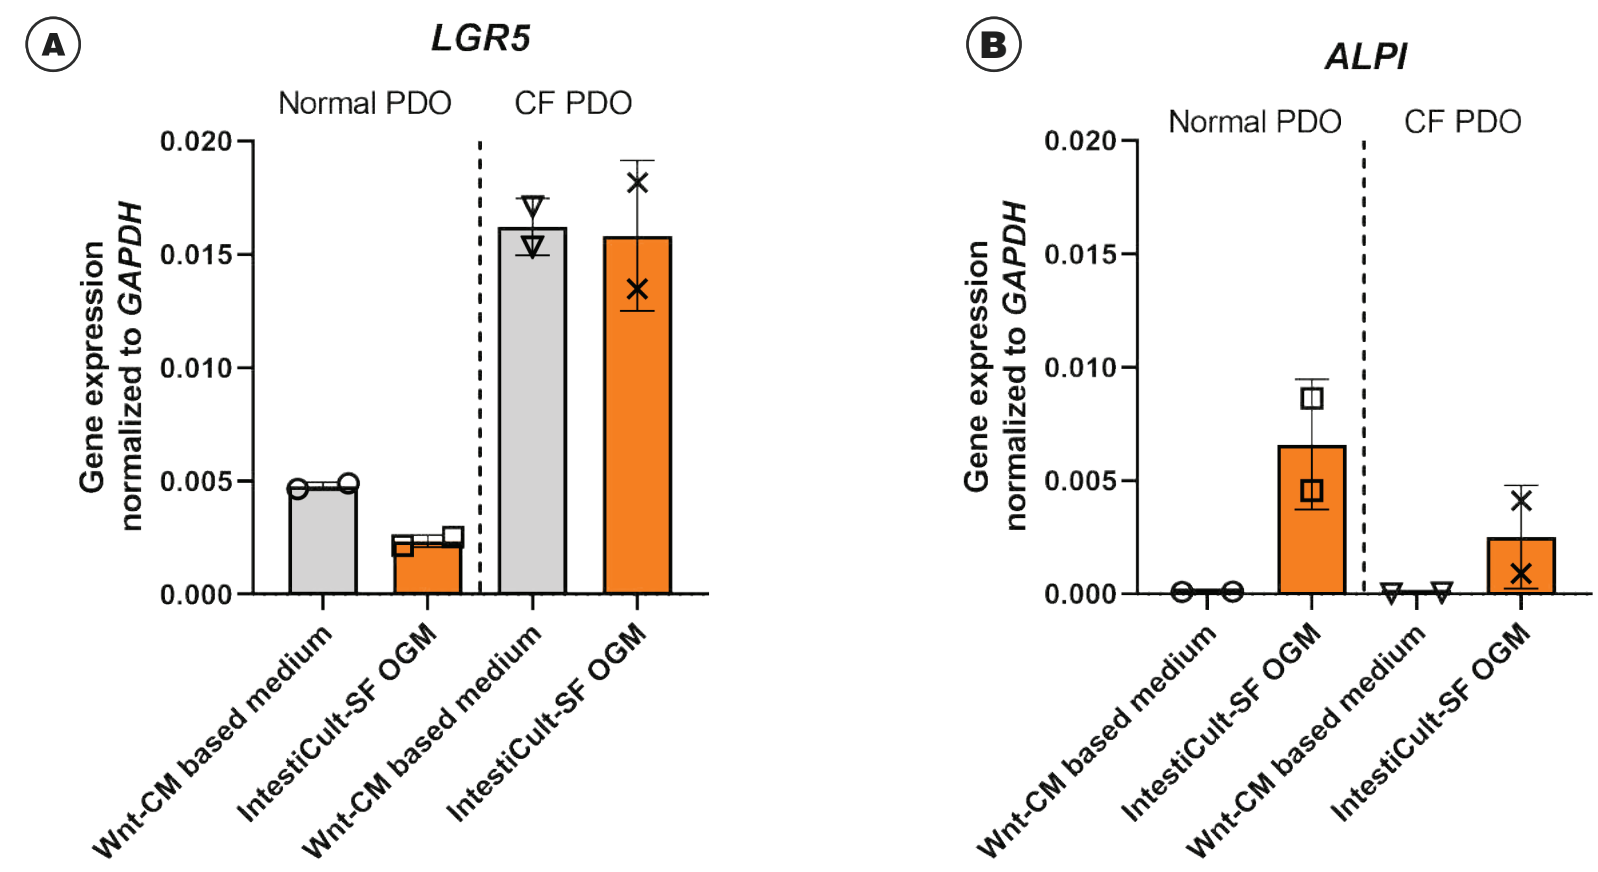 A
LGR5
Normal PDO
CF PDO
Gene expression
normalized to GAPDH
0.020
0.015
0.010
0.005
0.000
Wnt-CM based medium
IntestiCult-SF OGM
Wnt-CM based medium
IntestiCult-SF OGM
B
ALPI
Normal PDO
CF PDO
Gene expression
normalized to GAPDH
0.020
0.015
0.010
0.005
0.000
Wnt-CM based medium
IntestiCult-SF OGM
Wnt-CM based medium
IntestiCult-SF OGM